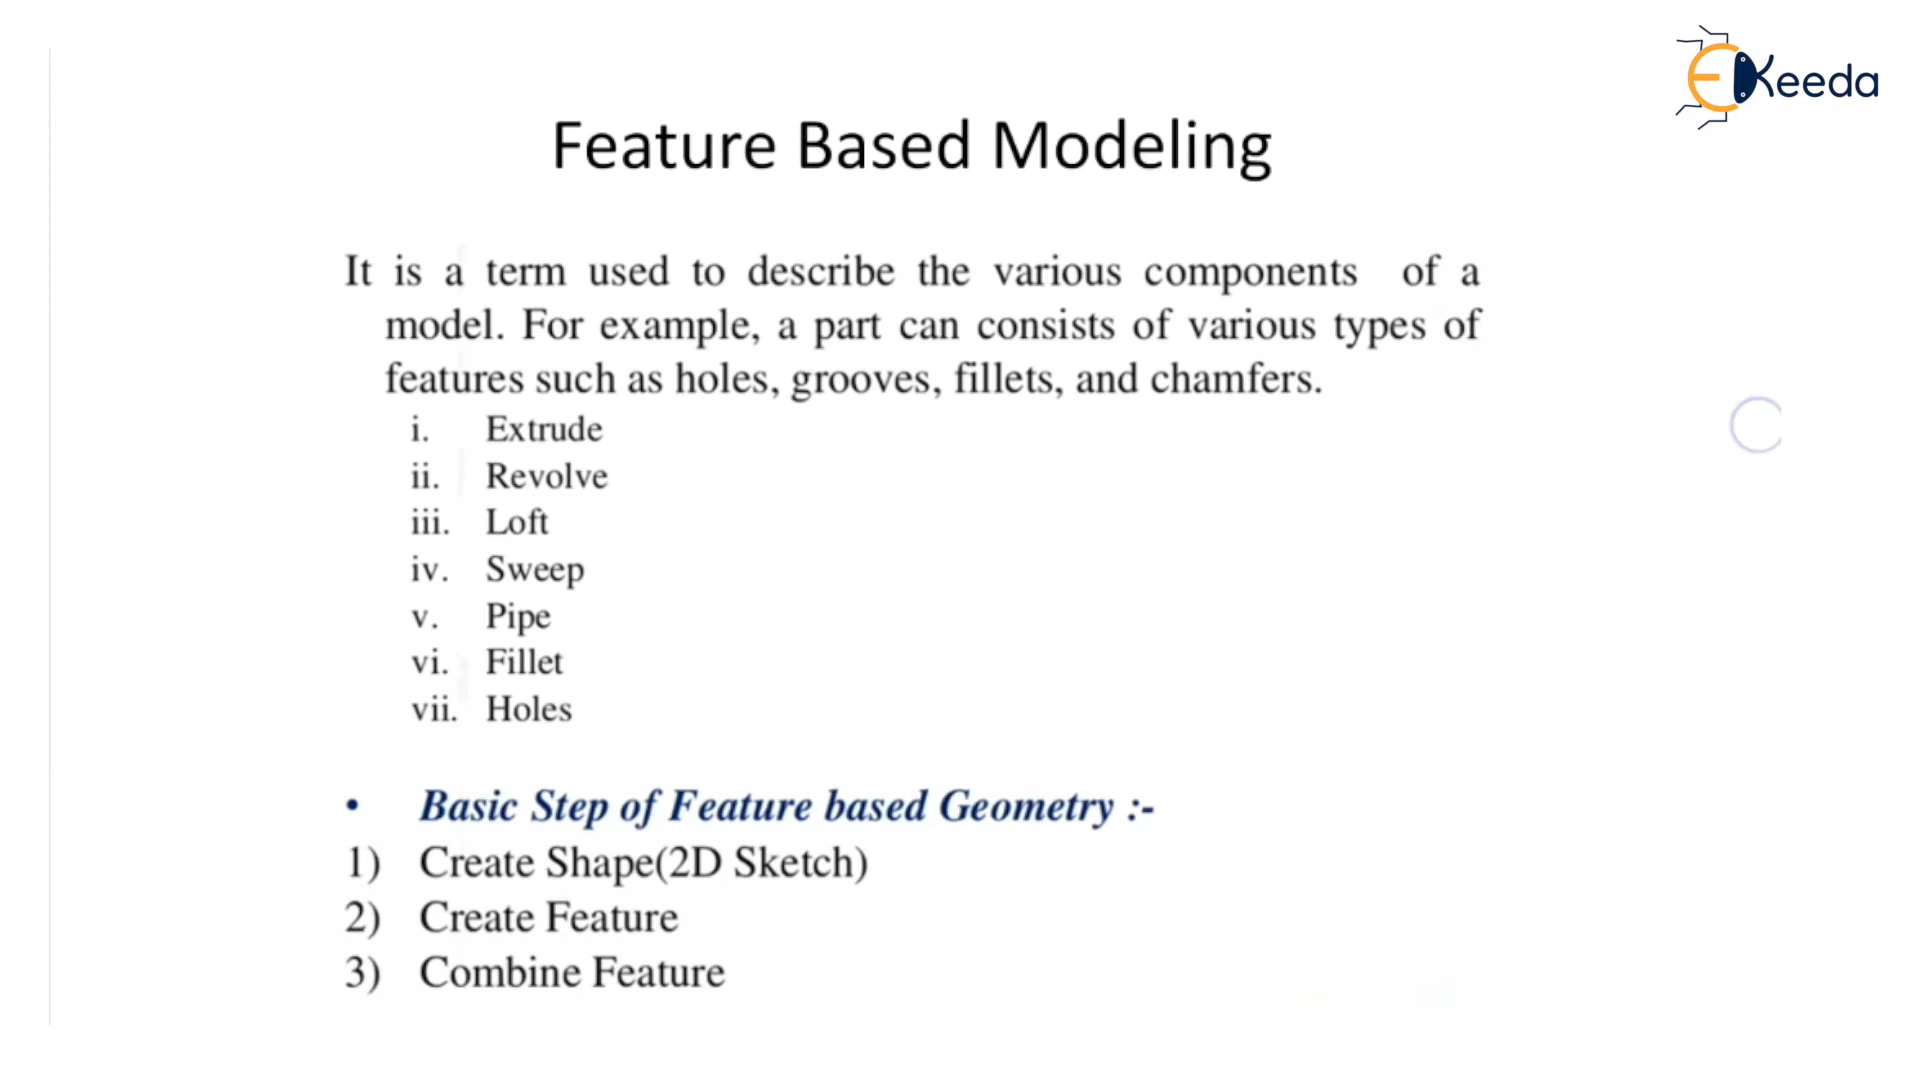 EKeeda
Feature Based Modeling
It is a term used to describe the various components of a
model. For example, a part can consists of various types of
features such as holes, grooves, fillets, and chamfers.
i. Extrude
ii. Revolve
iii. Loft
iv. Sweep
v. Pipe
vi. Fillet
vii. Holes
• Basic Step of Feature based Geometry :-
1) Create Shape(2D Sketch)
2) Create Feature
3) Combine Feature